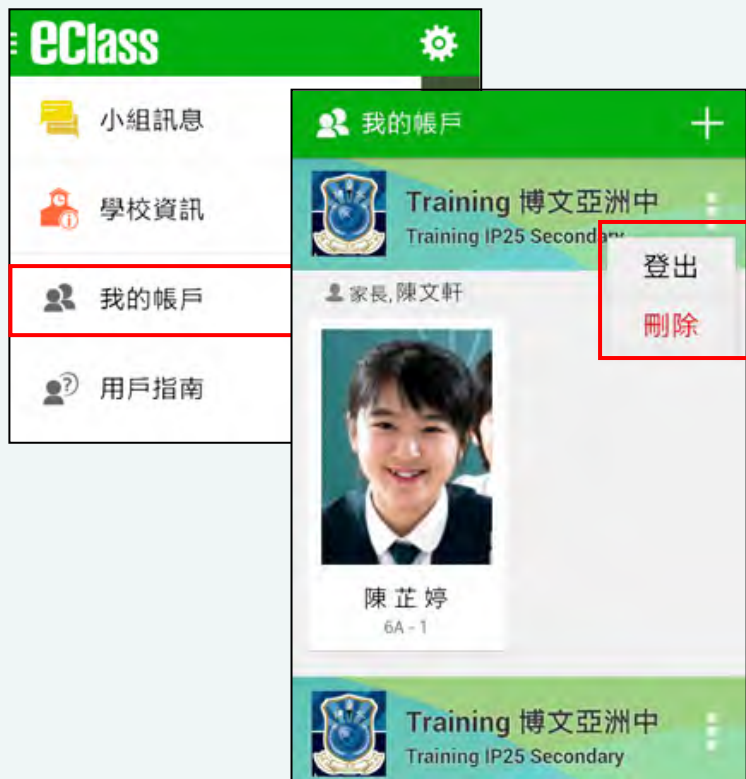 eClass
小組訊息
學校資訊
我的帳戶
用戶指南
我的帳戶
Training 博文亞洲中
Training IP25 Secondary
登出
刪除
家長,陳文軒
陳芷婷
6A - 1
Training 博文亞洲中
Training IP25 Secondary